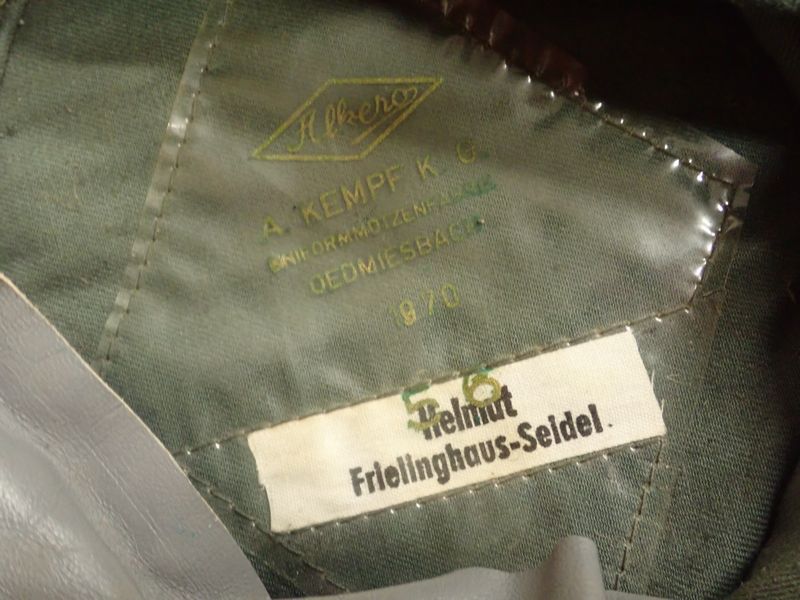 Alkero
A. KEMPF K G
UNIFORMMÜTZENFABRIK
OEDMIESBACH
1970
56
Helmut
Frielinghaus-Seidel.